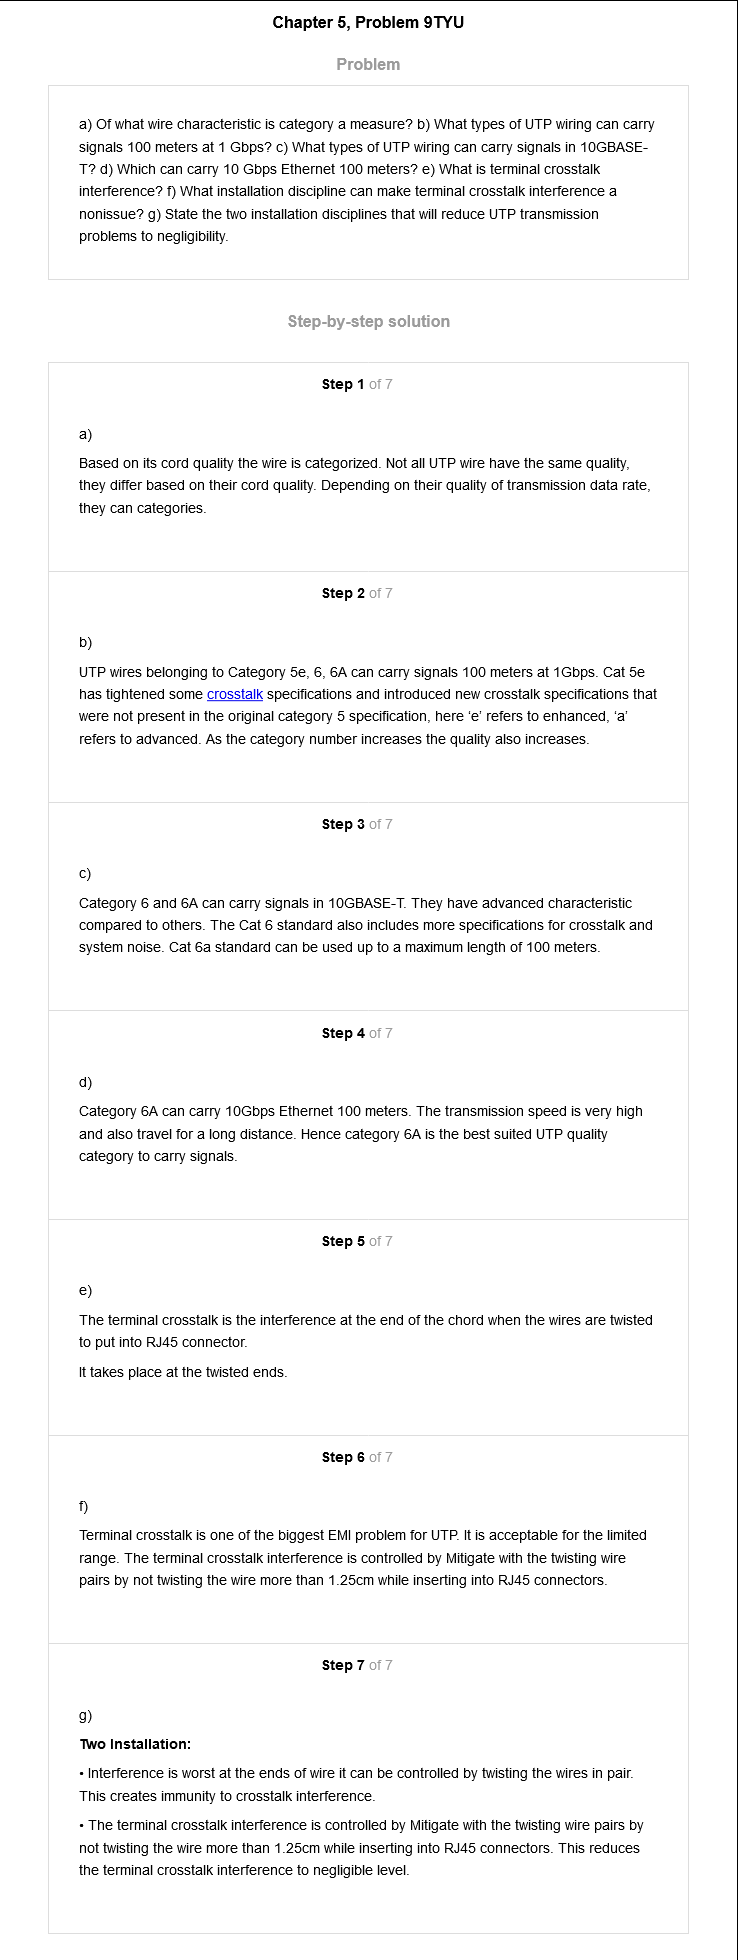 Chapter 5, Problem 9TYU
Problem
a) Of what wire characteristic is category a measure? b) What types of UTP wiring can carry
signals 100 meters at 1 Gbps? c) What types of UTP wiring can carry signals in 10GBASE-
T? d) Which can carry 10 Gbps Ethernet 100 meters? e) What is terminal crosstalk
interference? f) What installation discipline can make terminal crosstalk interference a
nonissue? g) State the two installation disciplines that will reduce UTP transmission
problems to negligibility.
Step-by-step solution
Step 1 of 7
a)
Based on its cord quality the wire is categorized. Not all UTP wire have the same quality,
they differ based on their cord quality. Depending on their quality of transmission data rate,
they can categories.
Step 2 of 7
b)
UTP wires belonging to Category 5e, 6, 6A can carry signals 100 meters at 1Gbps. Cat 5e
has tightened some crosstalk specifications and introduced new crosstalk specifications that
were not present in the original category 5 specification, here ‘e’ refers to enhanced, ‘a’
refers to advanced. As the category number increases the quality also increases.
Step 3 of 7
c)
Category 6 and 6A can carry signals in 10GBASE-T. They have advanced characteristic
compared to others. The Cat 6 standard also includes more specifications for crosstalk and
system noise. Cat 6a standard can be used up to a maximum length of 100 meters.
Step 4 of 7
d)
Category 6A can carry 10Gbps Ethernet 100 meters. The transmission speed is very high
and also travel for a long distance. Hence category 6A is the best suited UTP quality
category to carry signals.
Step 5 of 7
e)
The terminal crosstalk is the interference at the end of the chord when the wires are twisted
to put into RJ45 connector.
It takes place at the twisted ends.
Step 6 of 7
f)
Terminal crosstalk is one of the biggest EMI problem for UTP. It is acceptable for the limited
range. The terminal crosstalk interference is controlled by Mitigate with the twisting wire
pairs by not twisting the wire more than 1.25cm while inserting into RJ45 connectors.
Step 7 of 7
g)
Two Installation:
• Interference is worst at the ends of wire it can be controlled by twisting the wires in pair.
This creates immunity to crosstalk interference.
• The terminal crosstalk interference is controlled by Mitigate with the twisting wire pairs by
not twisting the wire more than 1.25cm while inserting into RJ45 connectors. This reduces
the terminal crosstalk interference to negligible level.